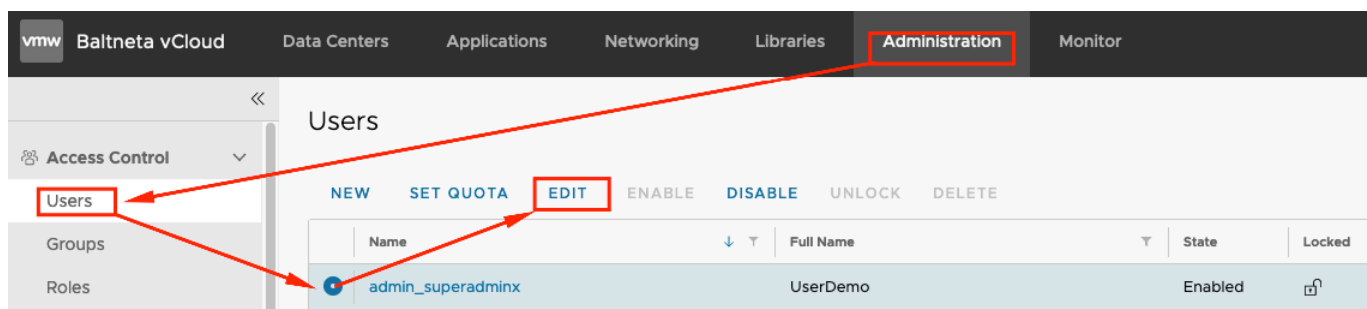 vmw Baltneta vCloud Data Centers Applications Networking Libraries Administration Monitor
Users
Access Control
NEW SET QUOTA EDIT ENABLE DISABLE UNLOCK DELETE
Users
Name Full Name State Locked
Groups
admin_superadminx UserDemo Enabled
Roles